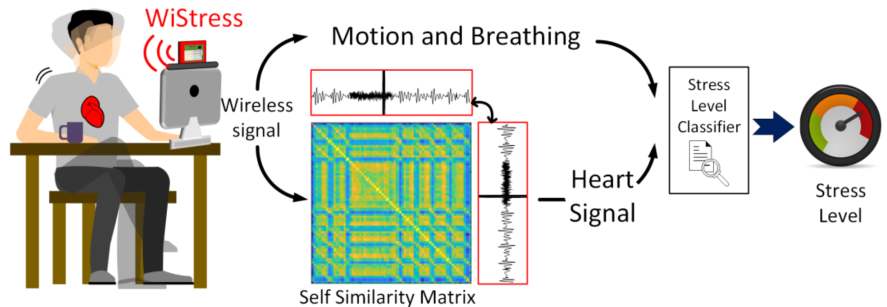 WiStress
Motion and Breathing
Wireless
signal
Stress
Level
Classifier
Heart
Signal
Stress
Level
Self Similarity Matrix